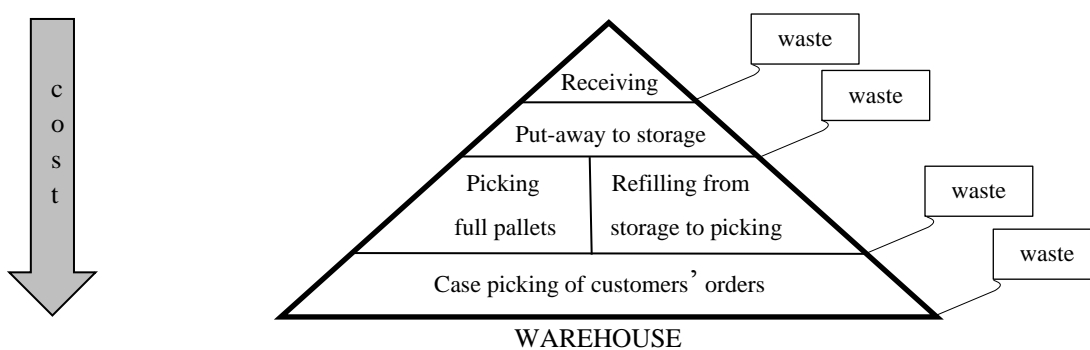 waste
Receiving
waste
Put-away to storage
Picking
full pallets
Refilling from
storage to picking
waste
waste
Case picking of customers’ orders
WAREHOUSE
c
o
s
t